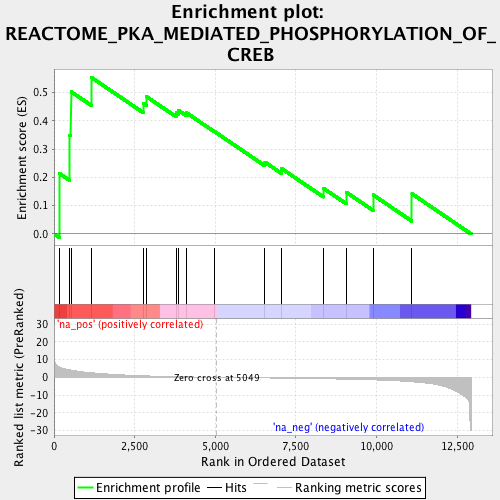 Enrichment plot:
REACTOME_PKA_MEDIATED_PHOSPHORYLATION_OF_
CREB
Enrichment score (ES)
0.5
0.4
0.3
0.2
0.1
0.0
'na_pos' (positively correlated)
Ranked list metric (PreRanked)
30
20
10
0
-10
-20
-30
Zero cross at 5049
'na_neg' (negatively correlated)
0
2,500
5,000
7,500
10,000
12,500
Rank in Ordered Dataset
Enrichment profile
Hits
Ranking metric scores